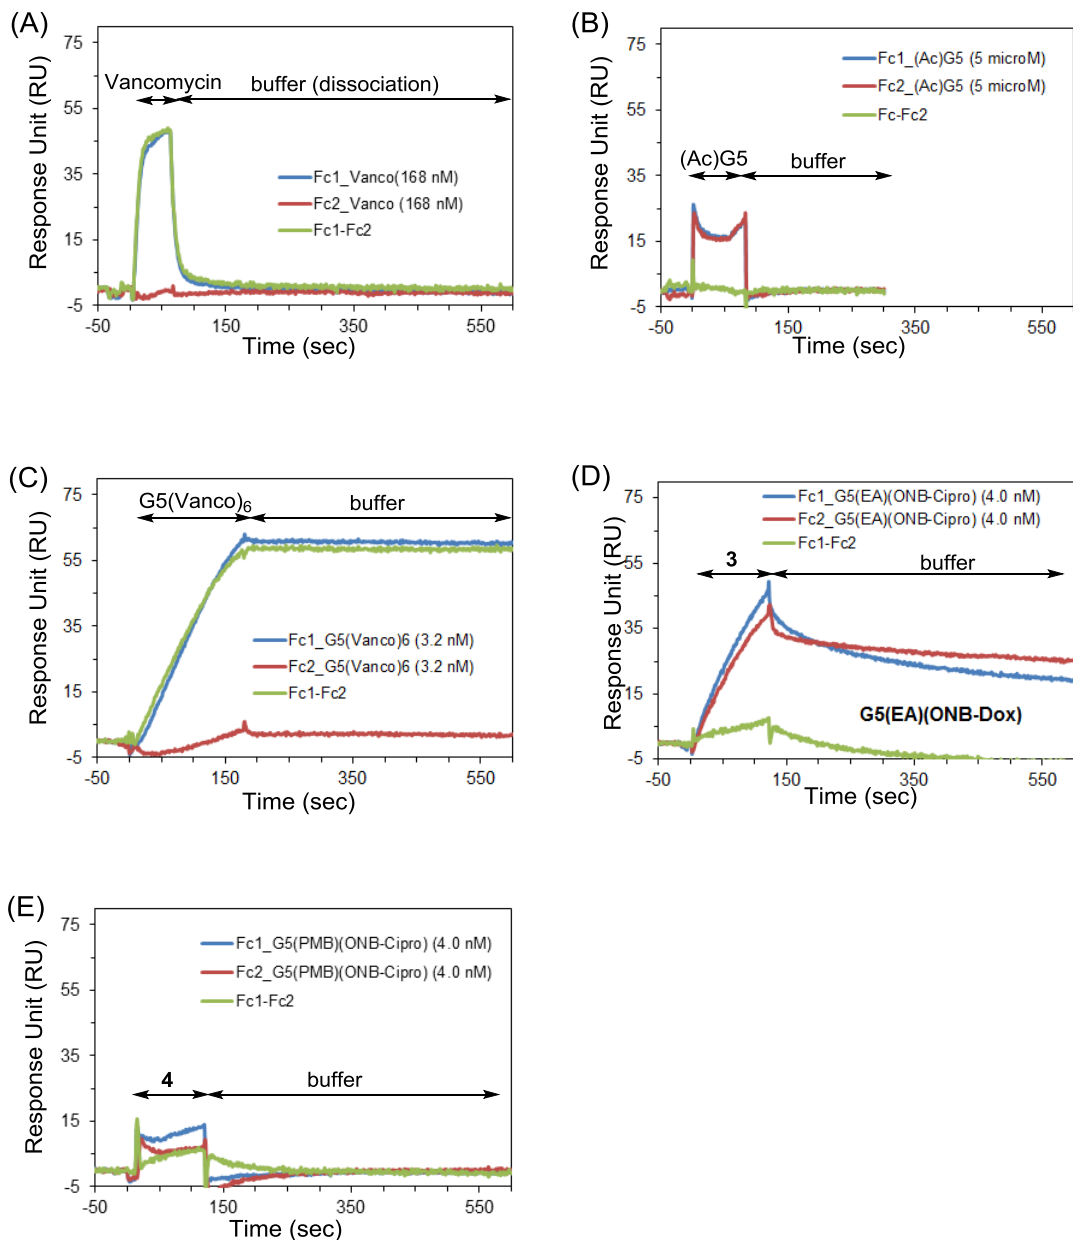 (A)
75
55
35
15
-5
Response Unit (RU)
Vancomycin
buffer (dissociation)
Fc1_Vanco(168 nM)
Fc2_Vanco (168 nM)
Fc1-Fc2
-50 150 350 550
Time (sec)
(B)
75
55
35
15
-5
Response Unit (RU)
Fc1_(Ac)G5 (5 microM)
Fc2_(Ac)G5 (5 microM)
Fc-Fc2
(Ac)G5
buffer
-50 150 350 550
Time (sec)
(C)
75
55
35
15
-5
Response Unit (RU)
G5(Vanco)6
buffer
Fc1_G5(Vanco)6 (3.2 nM)
Fc2_G5(Vanco)6 (3.2 nM)
Fc1-Fc2
-50 150 350 550
Time (sec)
(D)
75
55
35
15
-5
Response Unit (RU)
Fc1_G5(EA)(ONB-Cipro) (4.0 nM)
Fc2_G5(EA)(ONB-Cipro) (4.0 nM)
Fc1-Fc2
3
buffer
G5(EA)(ONB-Dox)
-50 150 350 550
Time (sec)
(E)
75
55
35
15
-5
Response Unit (RU)
Fc1_G5(PMB)(ONB-Cipro) (4.0 nM)
Fc2_G5(PMB)(ONB-Cipro) (4.0 nM)
Fc1-Fc2
4
buffer
-50 150 350 550
Time (sec)